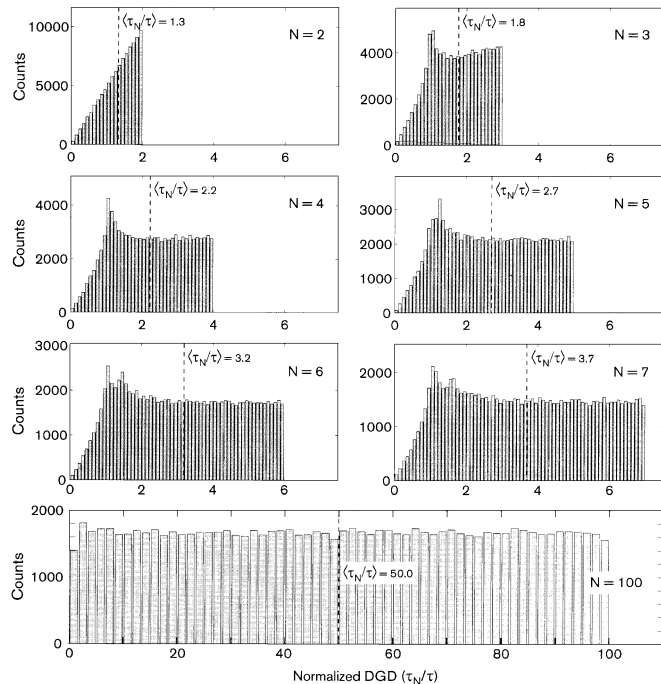 ⟨τN/τ⟩ = 1.3
N = 2
Counts
10000
5000
0
0 2 4 6
⟨τN/τ⟩ = 1.8
N = 3
4000
2000
0
0 2 4 6
⟨τN/τ⟩ = 2.2
N = 4
Counts
4000
2000
0
0 2 4 6
⟨τN/τ⟩ = 2.7
N = 5
3000
2000
1000
0
0 2 4 6
⟨τN/τ⟩ = 3.2
N = 6
Counts
3000
2000
1000
0
0 2 4 6
⟨τN/τ⟩ = 3.7
N = 7
2000
1000
0
0 2 4 6
Counts
2000
1000
0
⟨τN/τ⟩ = 50.0
N = 100
0 20 40 60 80 100
Normalized DGD (τN/τ)